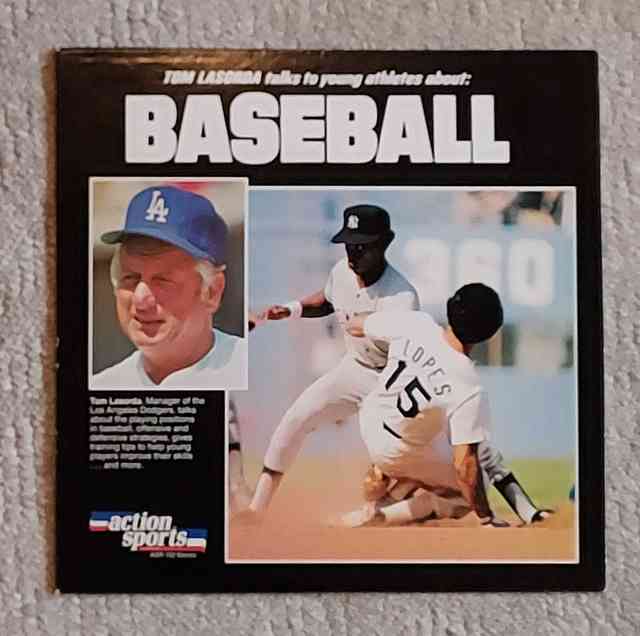 TOM LASORDA talks to young athletes about:
BASEBALL
LA
NY
360
LOPES
15
Tom Lasorda, Manager of the
Los Angeles Dodgers, talks
about the playing positions
in baseball, offensive and
defensive strategies, gives
training tips to help young
players improve their skills
... and more.
action
sports